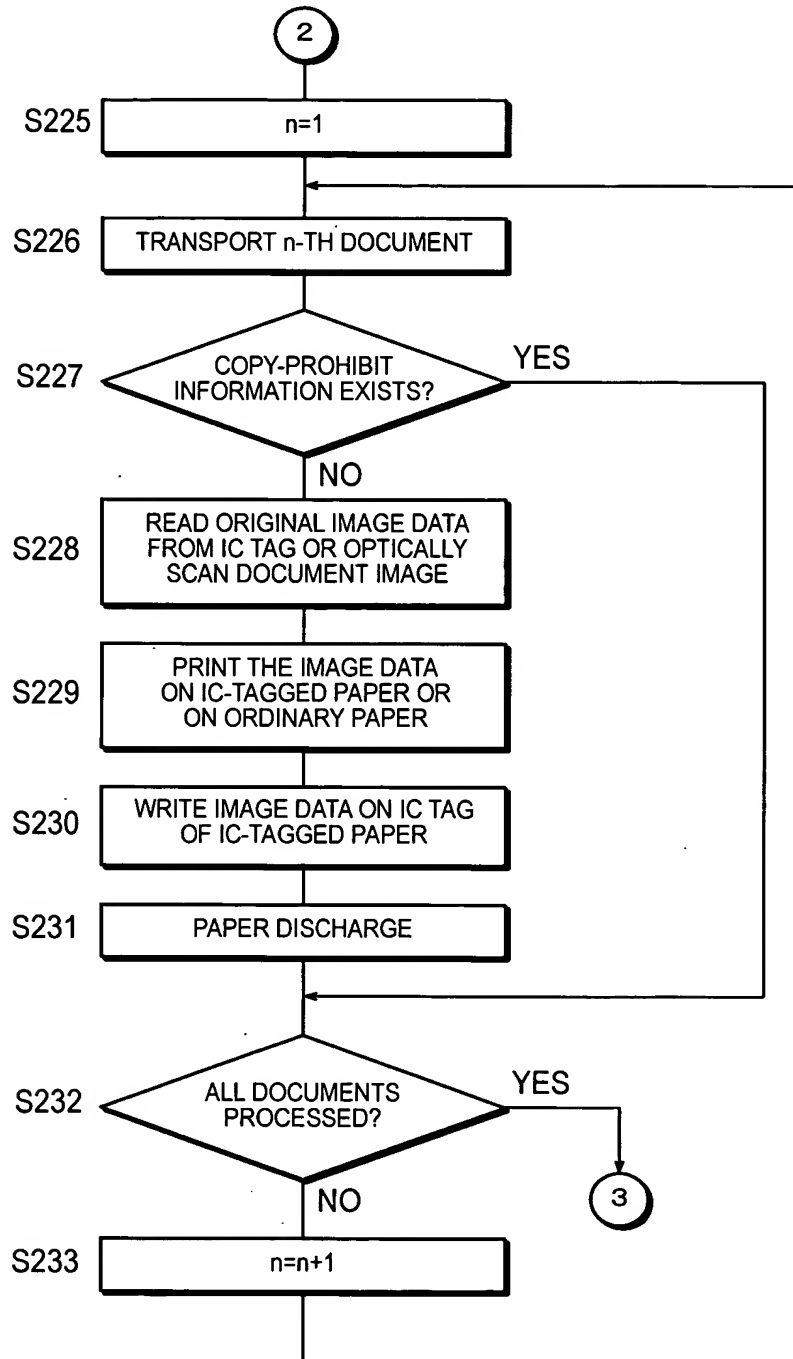 2
S225
n=1
S226
TRANSPORT n-TH DOCUMENT
S227
COPY-PROHIBIT
INFORMATION EXISTS?
YES
NO
S228
READ ORIGINAL IMAGE DATA
FROM IC TAG OR OPTICALLY
SCAN DOCUMENT IMAGE
S229
PRINT THE IMAGE DATA
ON IC-TAGGED PAPER OR
ON ORDINARY PAPER
S230
WRITE IMAGE DATA ON IC TAG
OF IC-TAGGED PAPER
S231
PAPER DISCHARGE
S232
ALL DOCUMENTS
PROCESSED?
YES
3
NO
S233
n=n+1